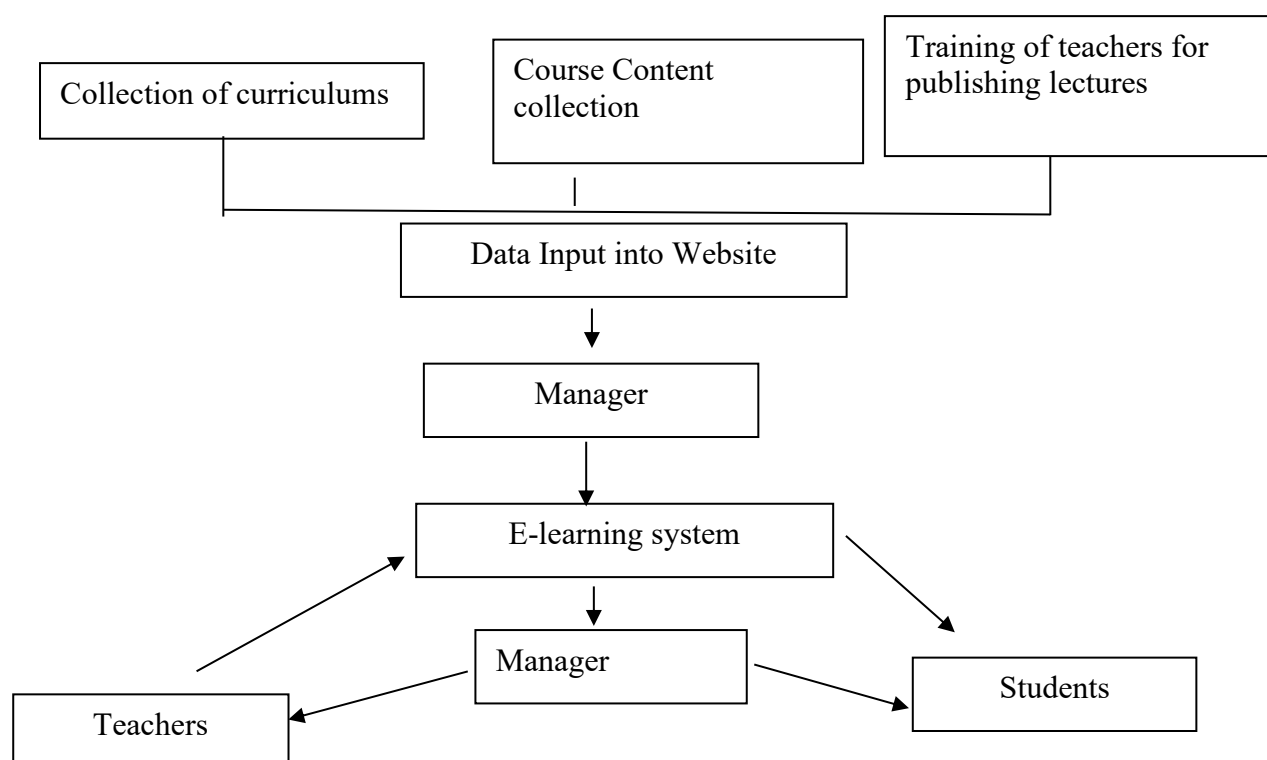 Collection of curriculums
Course Content
collection
Training of teachers for
publishing lectures
Data Input into Website
Manager
E-learning system
Manager
Students
Teachers